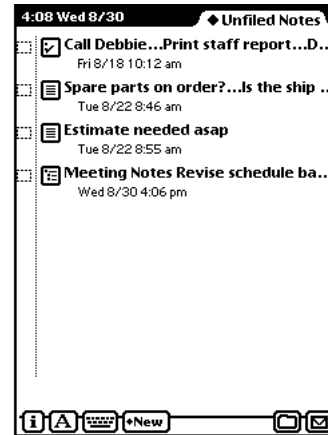 4:08 Wed 8/30 ◆ Unfiled Notes
Call Debbie...Print staff report...D...
Fri 8/18 10:12 am
Spare parts on order?...Is the ship ...
Tue 8/22 8:46 am
Estimate needed asap
Tue 8/22 8:55 am
Meeting Notes Revise schedule ba...
Wed 8/30 4:06 pm
i A •New